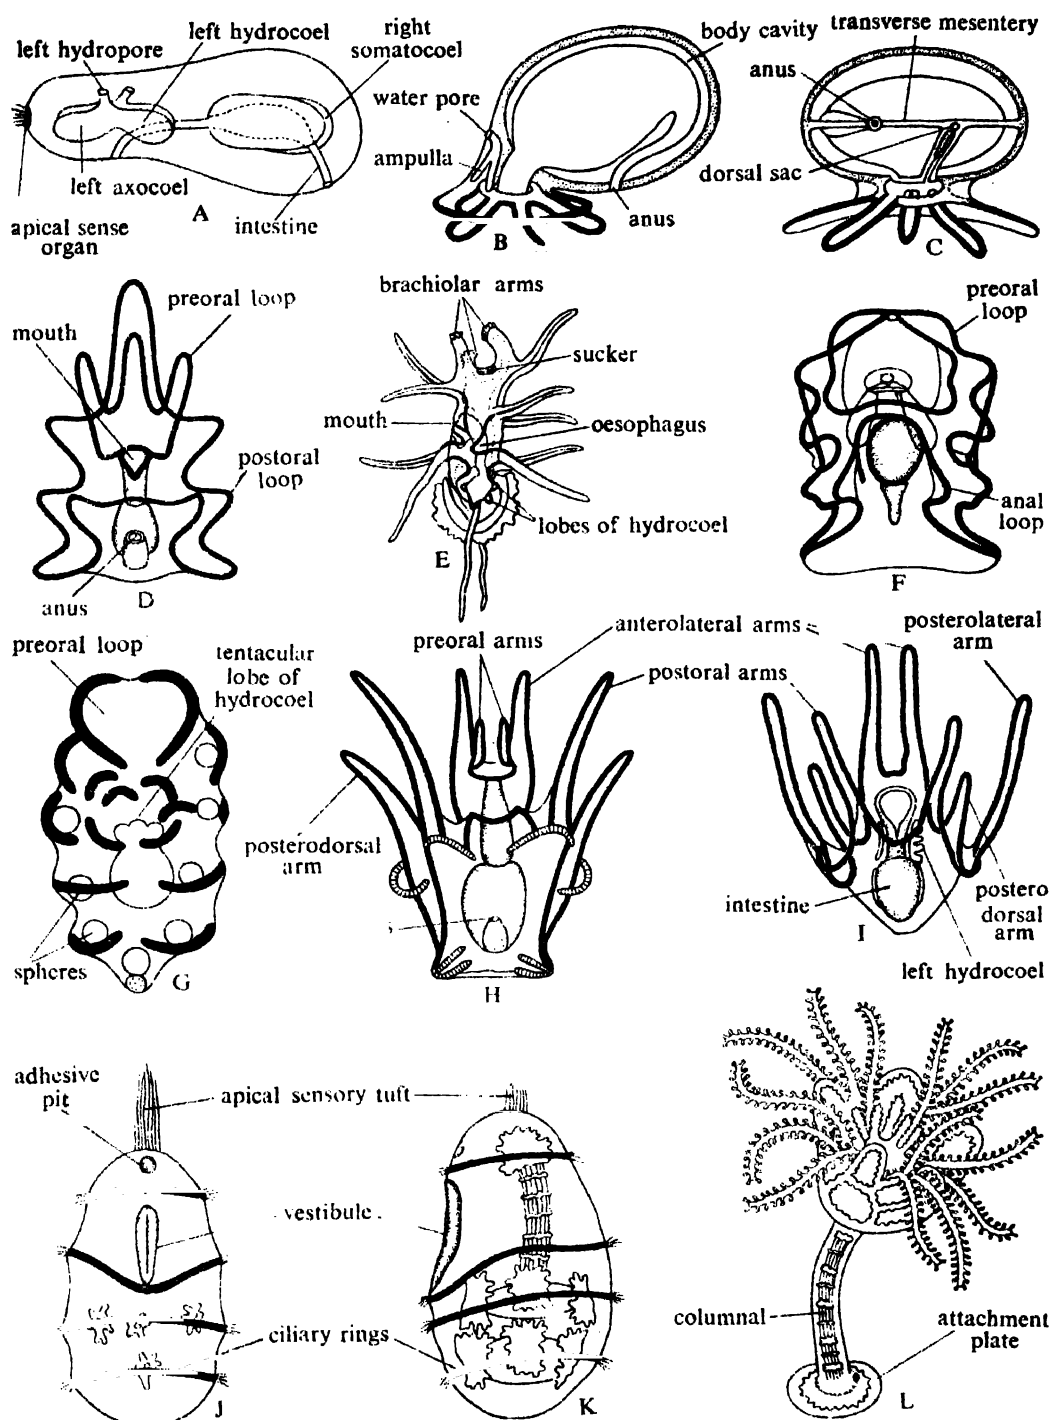 left hydropore
left hydrocoel
right
somatocoel
left axocoel
apical sense
organ
A
intestine
water pore
ampulla
body cavity
anus
B
transverse mesentery
anus
dorsal sac
C
preoral loop
mouth
postoral
loop
anus
D
brachiolar arms
sucker
mouth
oesophagus
lobes of hydrocoel
E
preoral
loop
anal
loop
F
preoral loop
tentacular
lobe of
hydrocoel
spheres
G
preoral arms
anterolateral arms
postoral arms
posterodorsal
arm
s
H
posterolateral
arm
intestine
postero
dorsal
arm
left hydrocoel
I
adhesive
pit
apical sensory tuft
vestibule
ciliary rings
J
K
columnal
attachment
plate
L